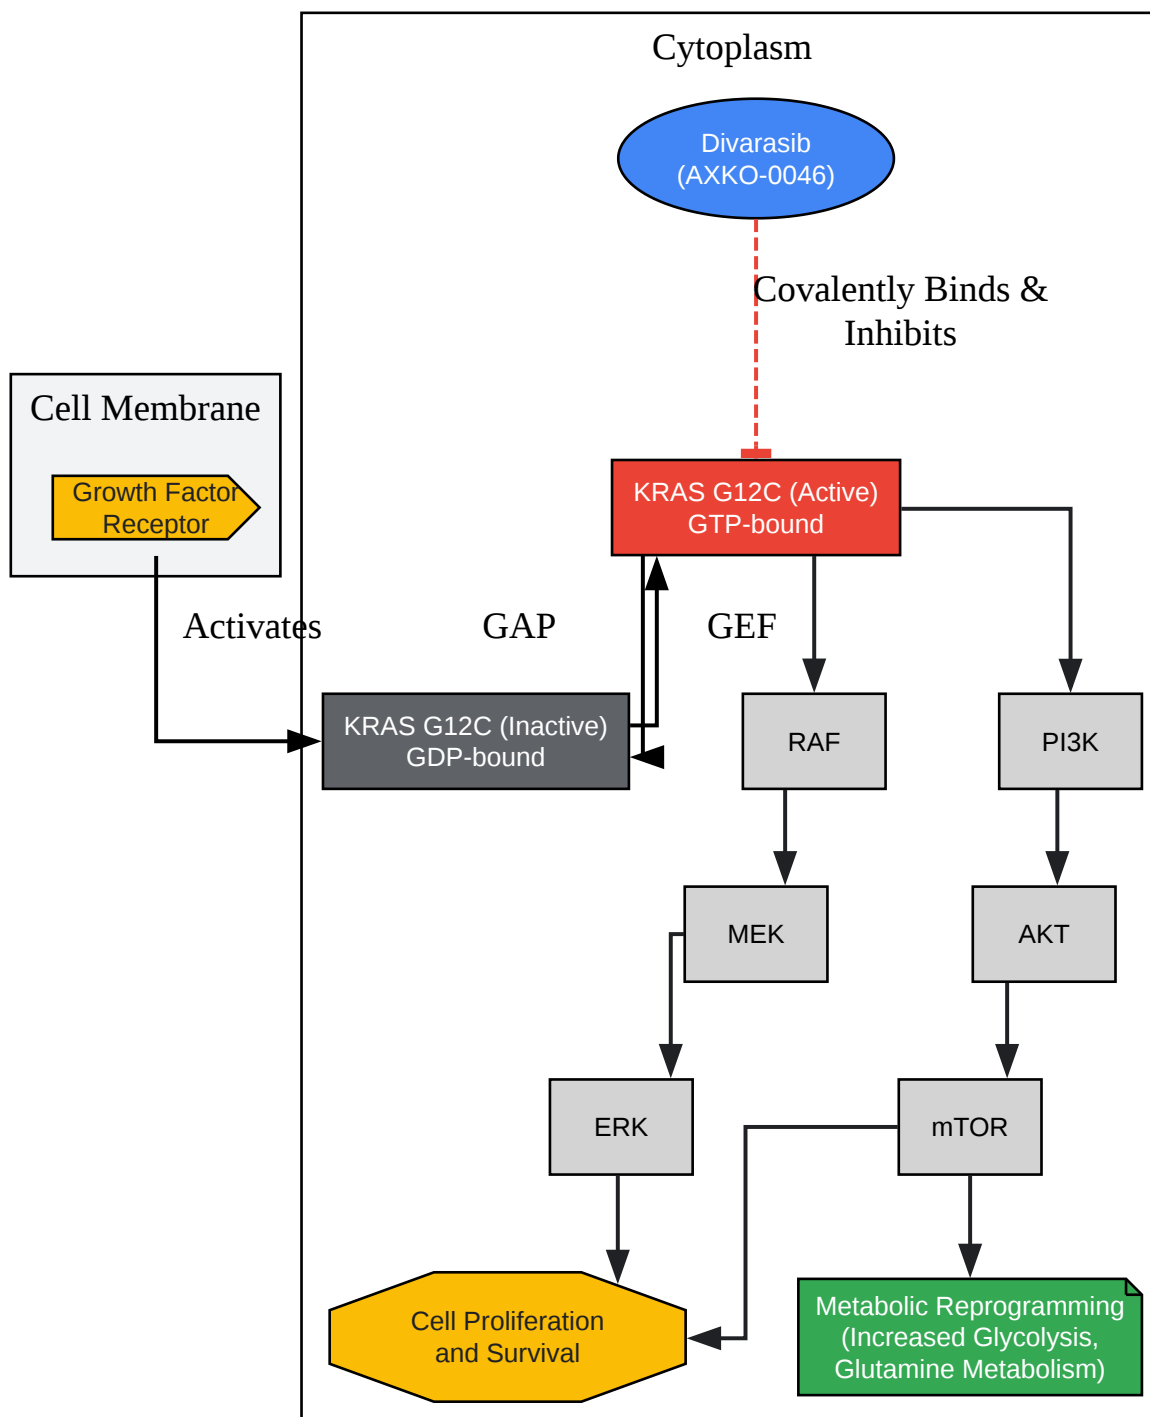 Cytoplasm
Divarasib
(AXKO-0046)
Covalently Binds &
Inhibits
Cell Membrane
Growth Factor
Receptor
KRAS G12C (Active)
GTP-bound
Activates
GAP
GEF
KRAS G12C (Inactive)
GDP-bound
RAF
PI3K
MEK
AKT
ERK
mTOR
Cell Proliferation
and Survival
Metabolic Reprogramming
(Increased Glycolysis,
Glutamine Metabolism)